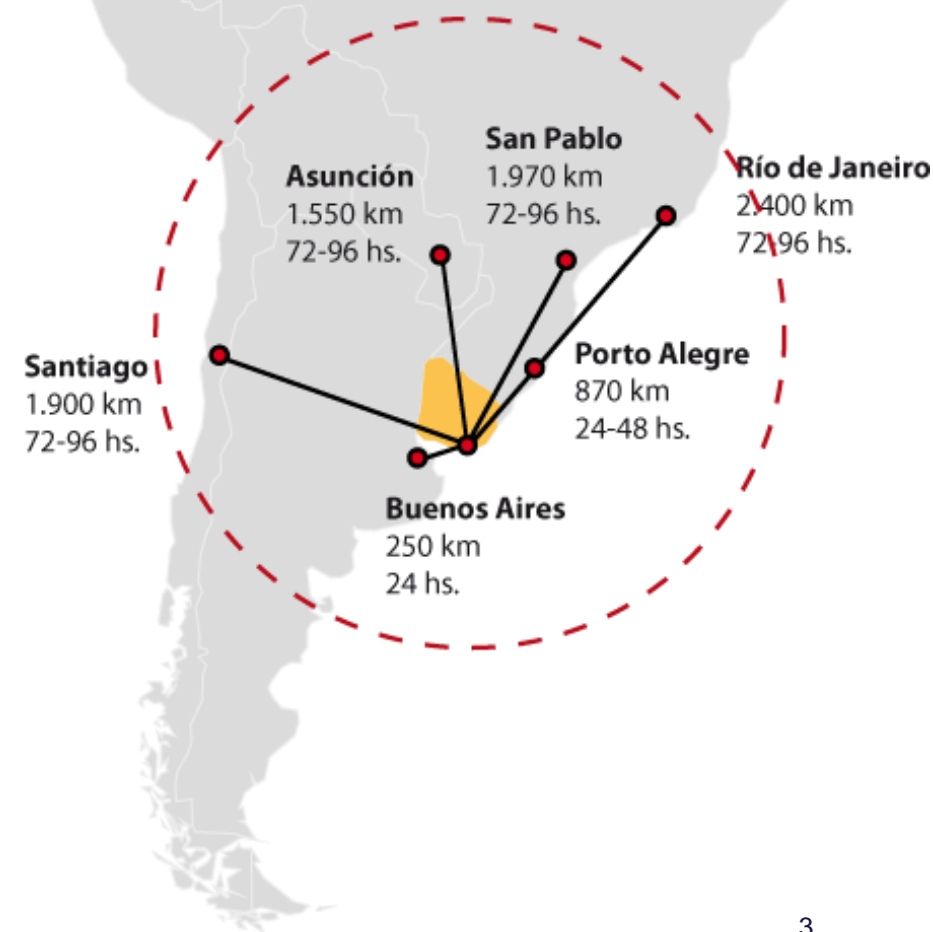 San Pablo
1.970 km
72-96 hs.
Asunción
1.550 km
72-96 hs.
Río de Janeiro
2.400 km
72-96 hs.
Santiago
1.900 km
72-96 hs.
Porto Alegre
870 km
24-48 hs.
Buenos Aires
250 km
24 hs.
3